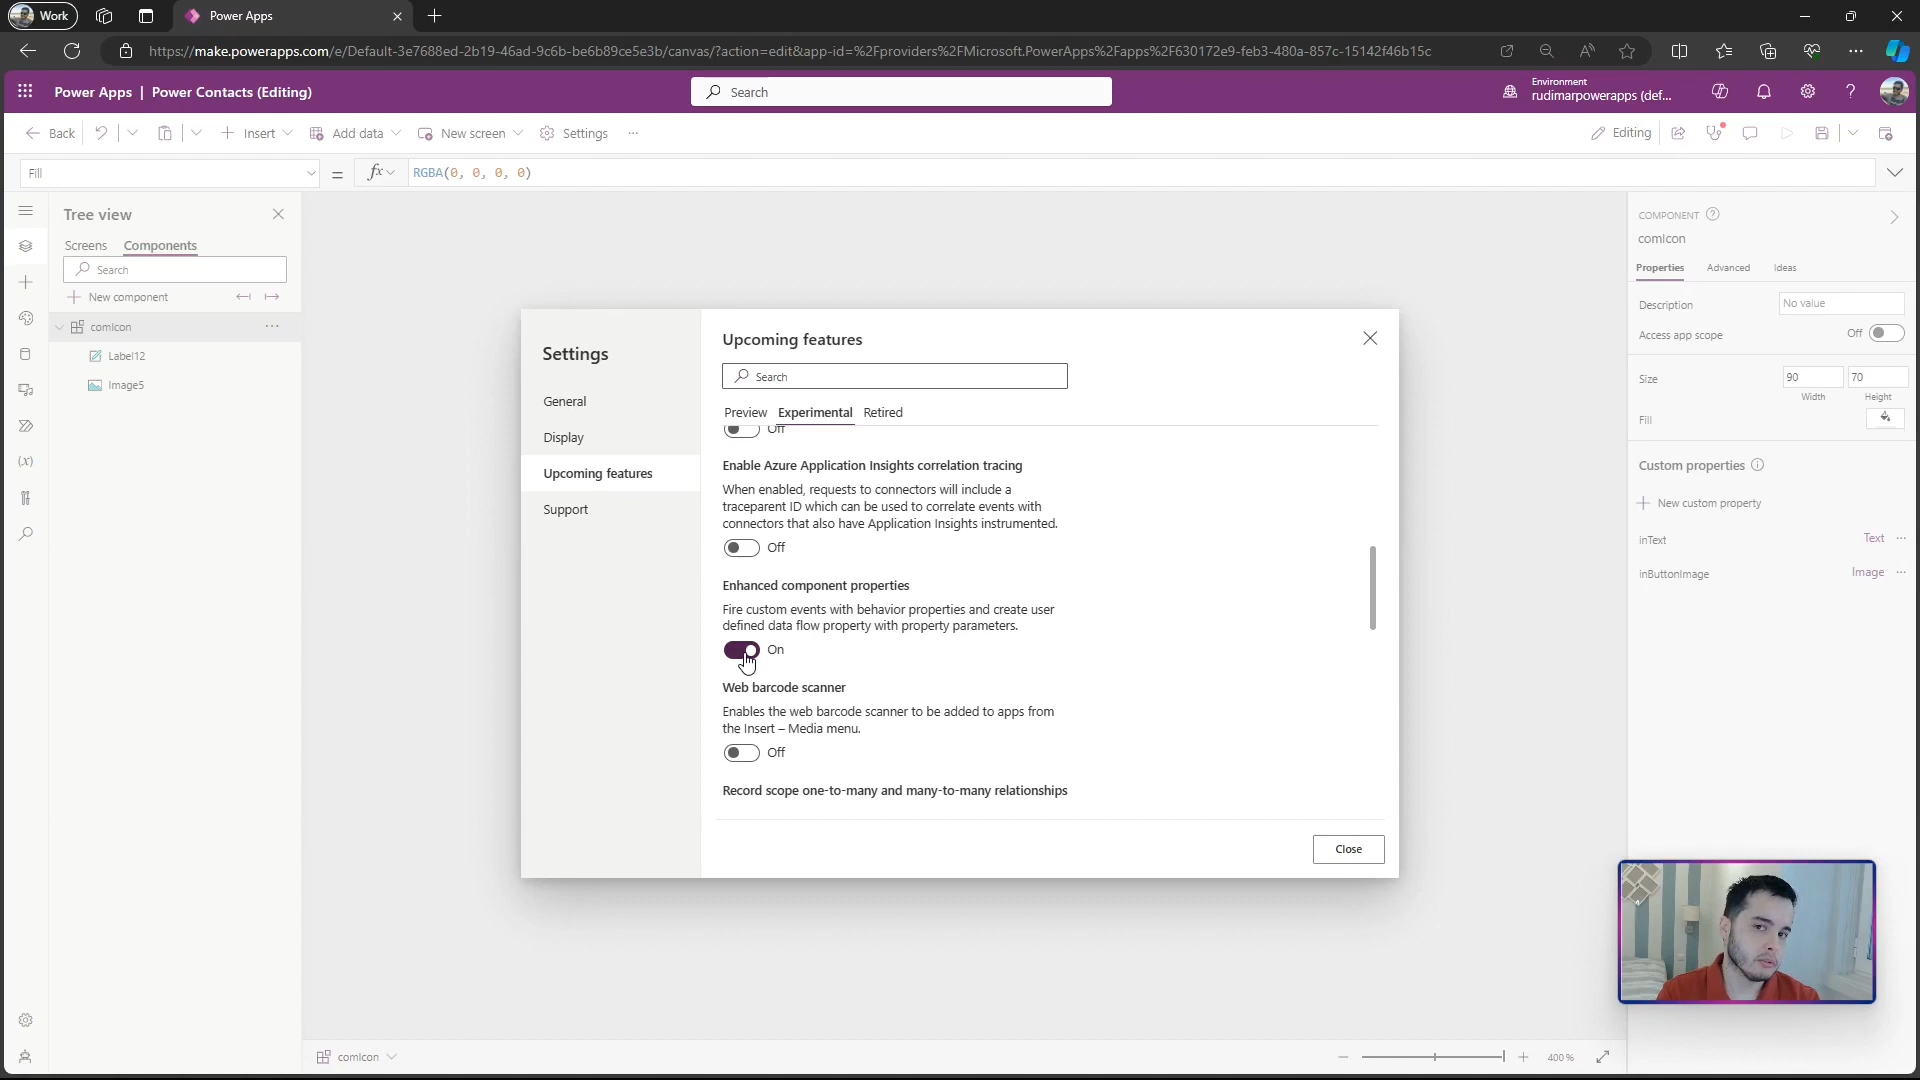 Work
Power Apps
https://make.powerapps.com/e/Default-3e7688ed-2b19-46ad-9c6b-be6b89ce5e3b/canvas/?action=edit&app-id=%2Fproviders%2FMicrosoft.PowerApps%2Fapps%2F630172e9-feb3-480a-857c-15142f46b15c
Power Apps | Power Contacts (Editing)
Search
Environment
rudimarpowerapps (def...
Back
Insert
Add data
New screen
Settings
...
Editing
Fill
=
fx
RGBA(0, 0, 0, 0)
Tree view
Screens
Components
Search
New component
comIcon
Label12
Image5
Settings
General
Display
Upcoming features
Support
Upcoming features
Search
Preview
Experimental
Retired
Off
Enable Azure Application Insights correlation tracing
When enabled, requests to connectors will include a
traceparent ID which can be used to correlate events with
connectors that also have Application Insights instrumented.
Off
Enhanced component properties
Fire custom events with behavior properties and create user
defined data flow property with property parameters.
On
Web barcode scanner
Enables the web barcode scanner to be added to apps from
the Insert – Media menu.
Off
Record scope one-to-many and many-to-many relationships
Close
COMPONENT
comIcon
Properties
Advanced
Ideas
Description
No value
Access app scope
Off
Size
90
70
Width
Height
Fill
Custom properties
New custom property
inText
Text
inButtonImage
Image
comIcon
400 %